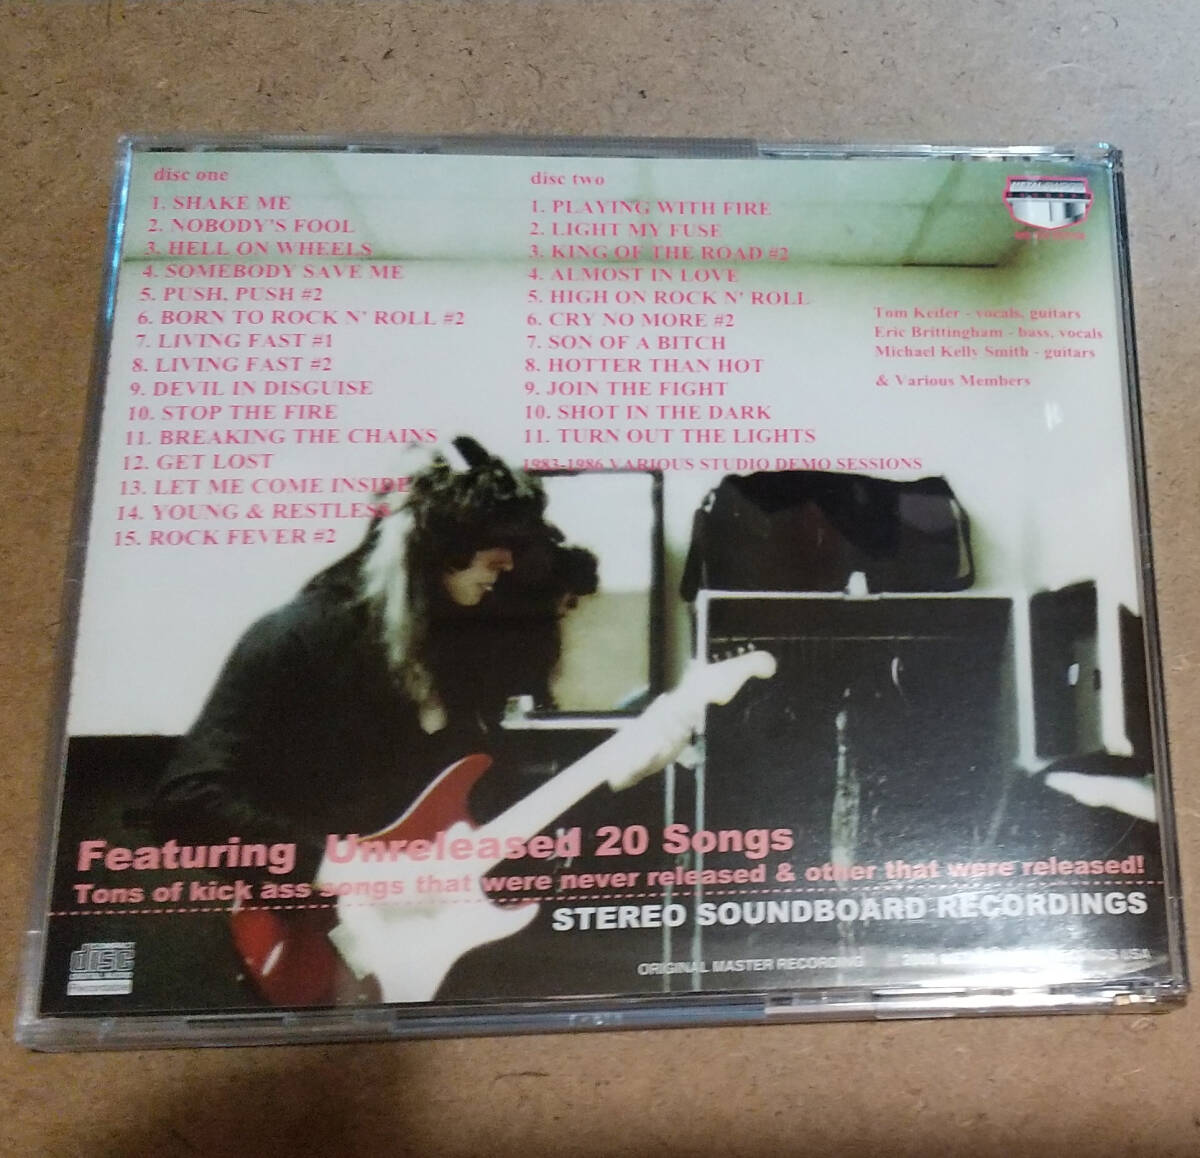 disc one
1. SHAKE ME
2. NOBODY'S FOOL
3. HELL ON WHEELS
4. SOMEBODY SAVE ME
5. PUSH, PUSH #2
6. BORN TO ROCK N' ROLL #2
7. LIVING FAST #1
8. LIVING FAST #2
9. DEVIL IN DISGUISE
10. STOP THE FIRE
11. BREAKING THE CHAINS
12. GET LOST
13. LET ME COME INSIDE
14. YOUNG & RESTLESS
15. ROCK FEVER #2
disc two
1. PLAYING WITH FIRE
2. LIGHT MY FUSE
3. KING OF THE ROAD #2
4. ALMOST IN LOVE
5. HIGH ON ROCK N' ROLL
6. CRY NO MORE #2
7. SON OF A BITCH
8. HOTTER THAN HOT
9. JOIN THE FIGHT
10. SHOT IN THE DARK
11. TURN OUT THE LIGHTS
1983-1986 VARIOUS STUDIO DEMO SESSIONS
Tom Keifer - vocals, guitars
Eric Brittingham - bass, vocals
Michael Kelly Smith - guitars
& Various Members
Featuring Unreleased 20 Songs
Tons of kick ass songs that were never released & other that were released!
STEREO SOUNDBOARD RECORDINGS
COMPACT
disc
DIGITAL AUDIO
ORIGINAL MASTER RECORDING
USA